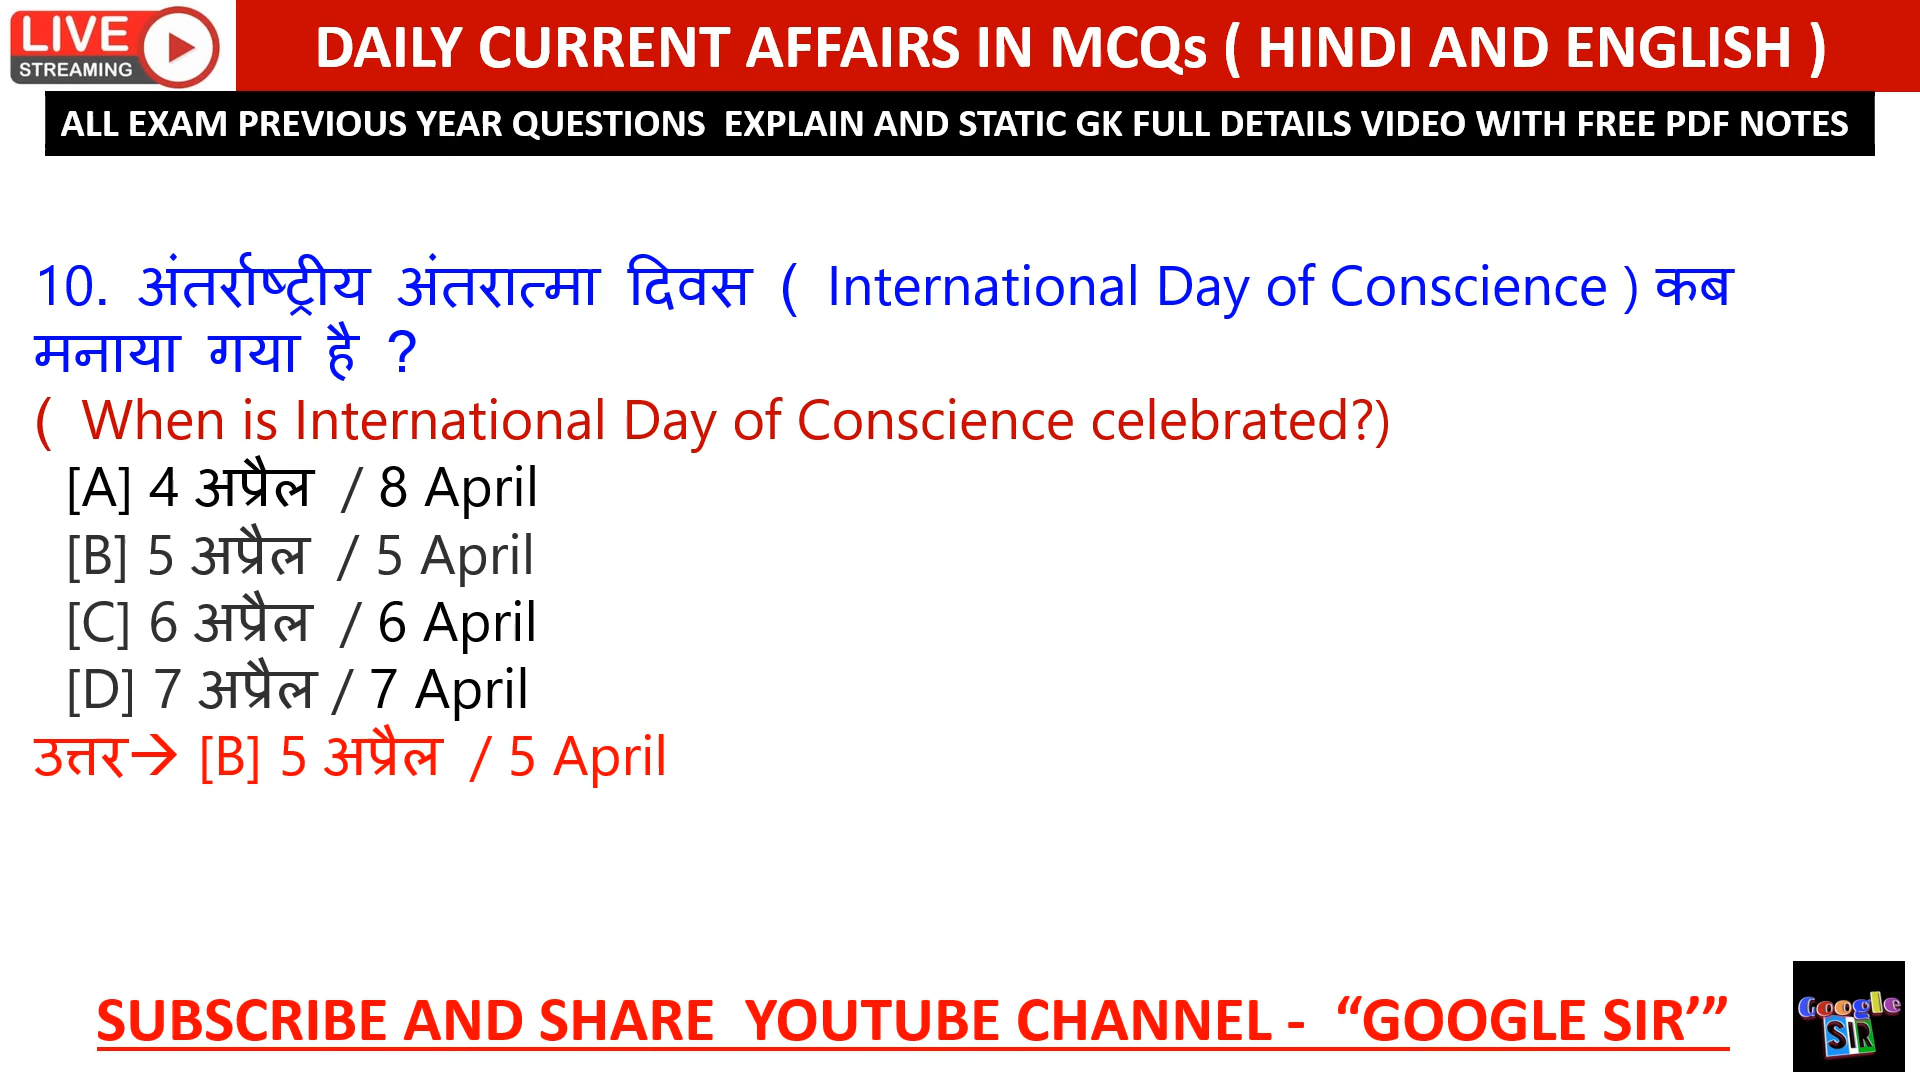 LIVE
STREAMING
DAILY CURRENT AFFAIRS IN MCQs ( HINDI AND ENGLISH )
ALL EXAM PREVIOUS YEAR QUESTIONS EXPLAIN AND STATIC GK FULL DETAILS VIDEO WITH FREE PDF NOTES
10. अंतर्राष्ट्रीय अंतरात्मा दिवस ( International Day of Conscience ) कब
मनाया गया है ?
( When is International Day of Conscience celebrated?)
[A] 4 अप्रैल / 8 April
[B] 5 अप्रैल / 5 April
[C] 6 अप्रैल / 6 April
[D] 7 अप्रैल / 7 April
उत्तर→ [B] 5 अप्रैल / 5 April
SUBSCRIBE AND SHARE YOUTUBE CHANNEL - “GOOGLE SIR’”
Google
SIR